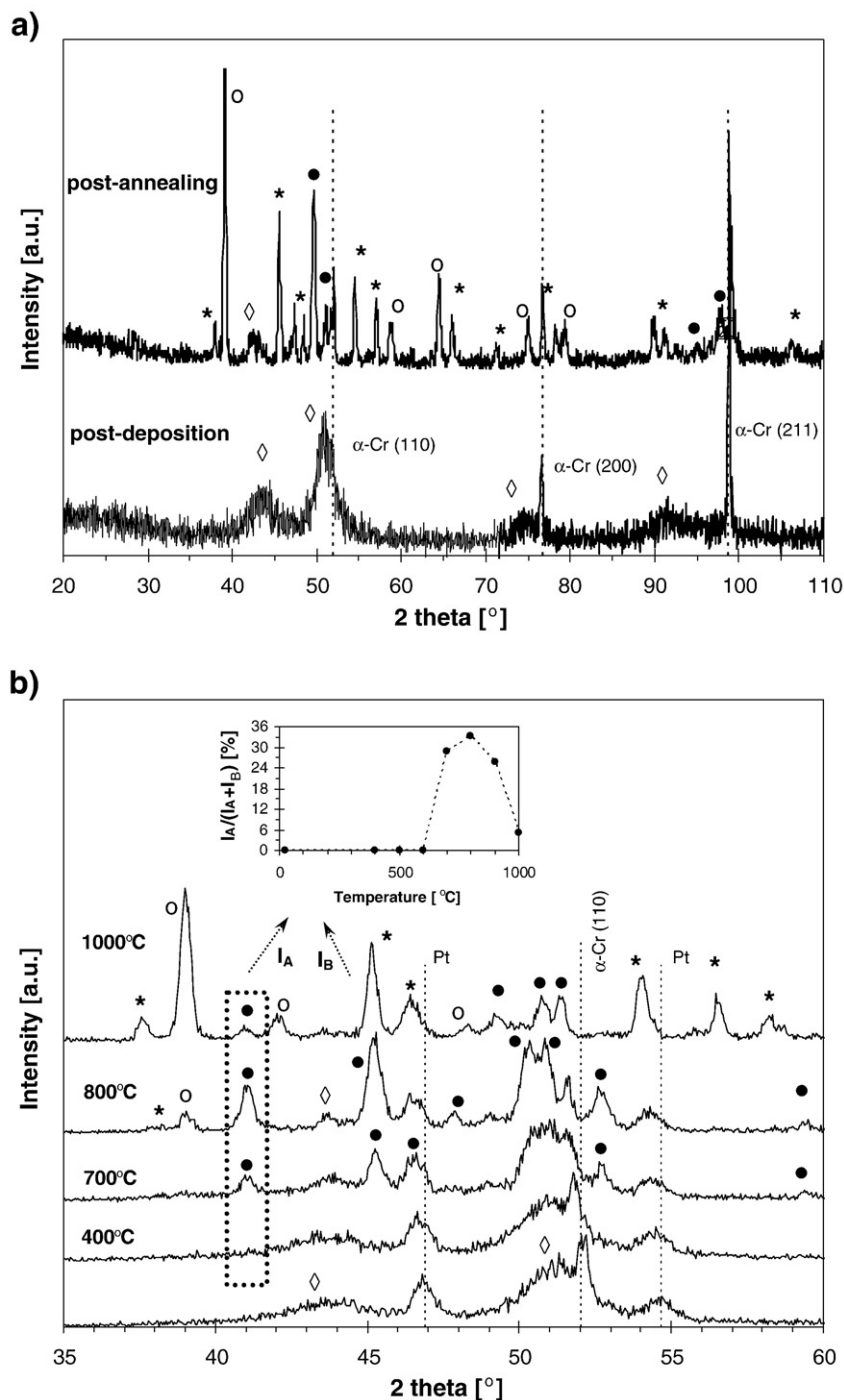 a)
Intensity [a.u.]
post-annealing
post-deposition
α-Cr (110)
α-Cr (200)
α-Cr (211)
20 30 40 50 60 70 80 90 100 110
2 theta [°]
b)
Intensity [a.u.]
IA/(IA+IB) [%]
36
30
24
18
12
6
0
0 500 1000
Temperature [°C]
IA IB
Pt
α-Cr (110)
Pt
1000°C
800°C
700°C
400°C
35 40 45 50 55 60
2 theta [°]